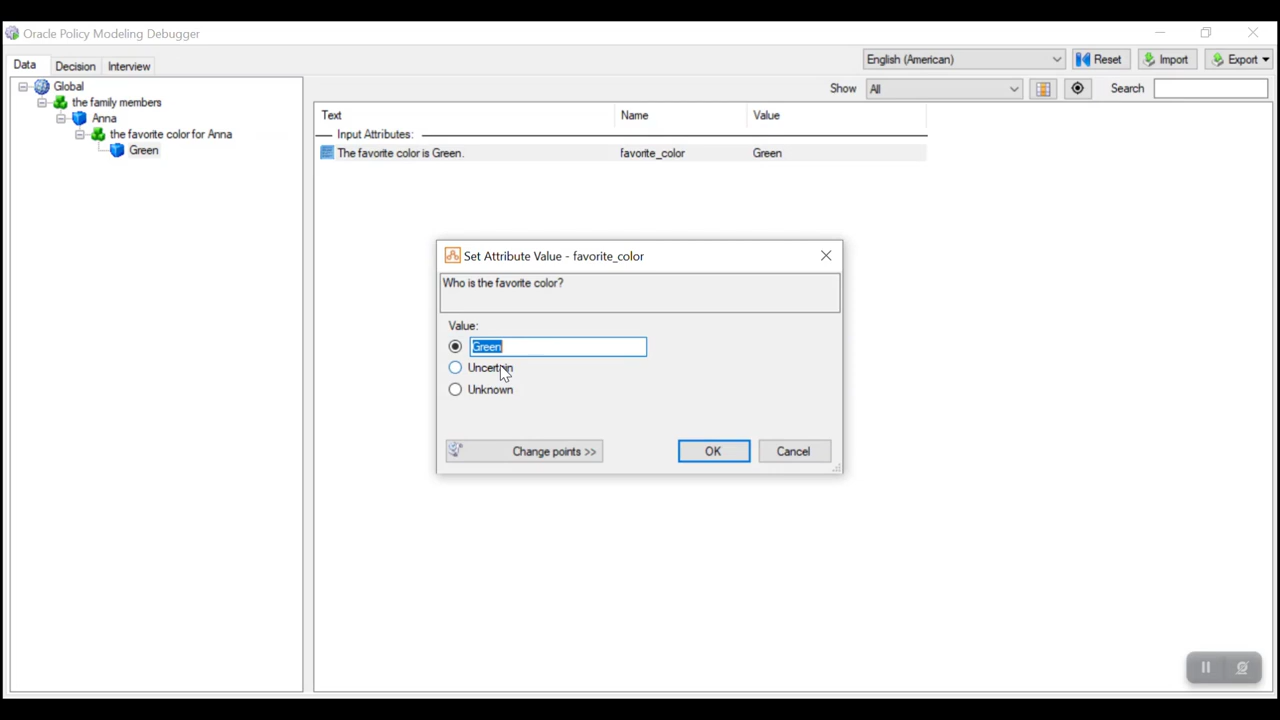 Oracle Policy Modeling Debugger
Data
Decision
Interview
English (American)
Reset
Import
Export
Show
All
Search
Global
the family members
Anna
the favorite color for Anna
Green
Text
Name
Value
Input Attributes:
The favorite color is Green.
favorite_color
Green
Set Attribute Value - favorite_color
Who is the favorite color?
Value:
Green
Uncertain
Unknown
Change points >>
OK
Cancel